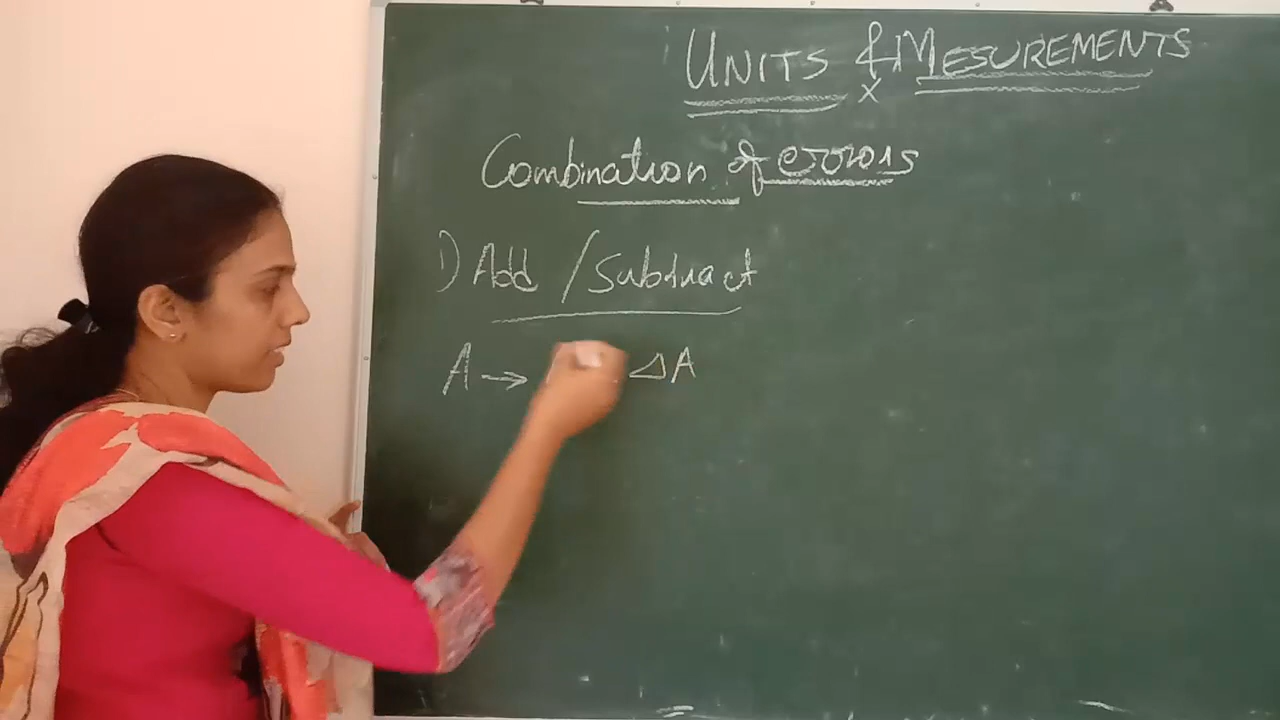 UNITS & MESUREMENTS
x
Combination of errors
1) Add / Subtract
A → ΔA